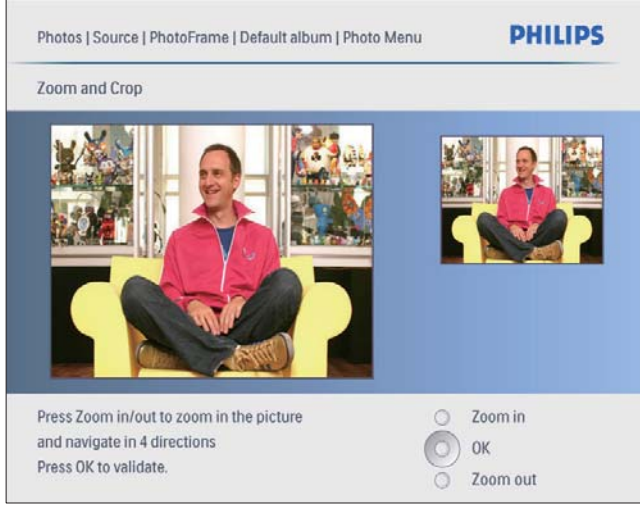 Photos | Source | PhotoFrame | Default album | Photo Menu
PHILIPS
Zoom and Crop
Press Zoom in/out to zoom in the picture
and navigate in 4 directions
Press OK to validate.
Zoom in
OK
Zoom out